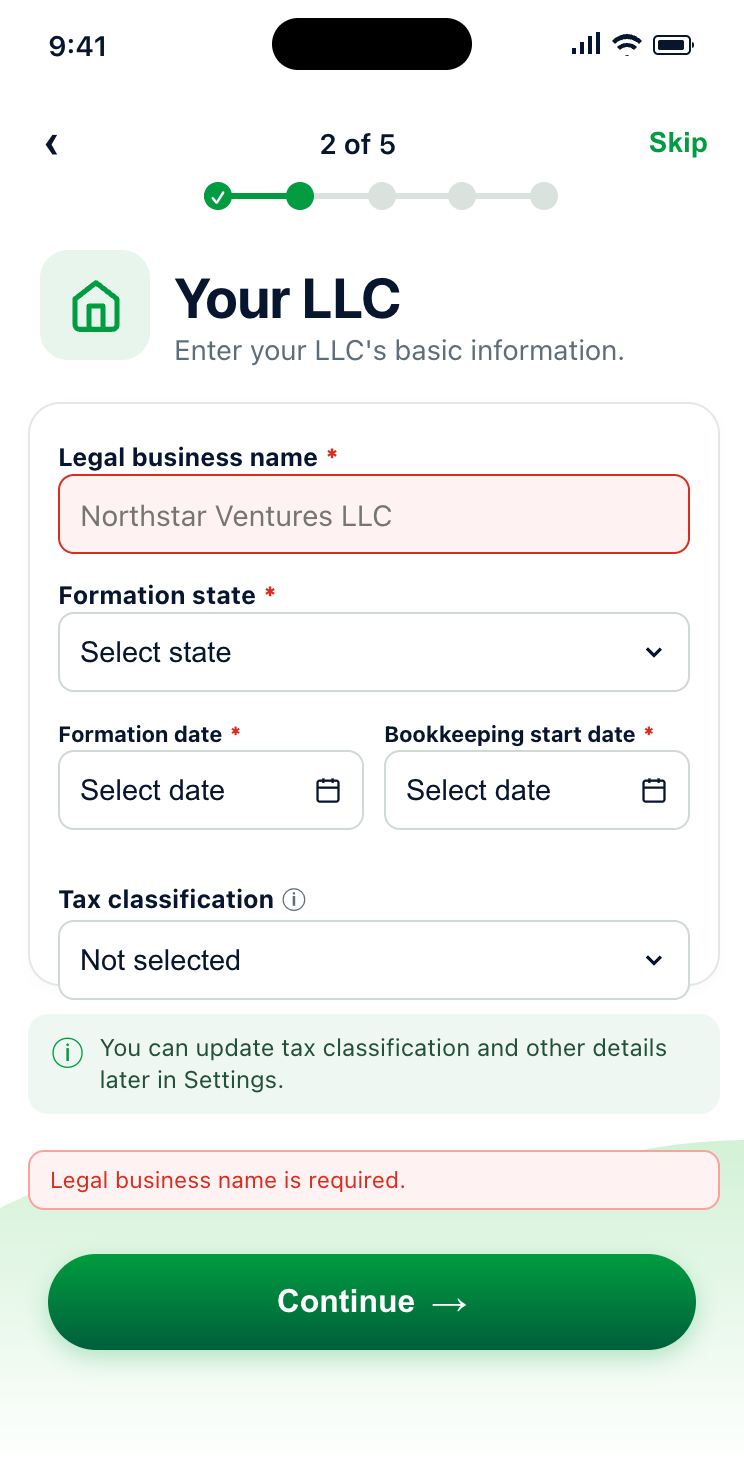 9:41
2 of 5
Skip
Your LLC
Enter your LLC's basic information.
Legal business name *
Northstar Ventures LLC
Formation state *
Select state
Formation date *
Bookkeeping start date *
Select date
Select date
Tax classification
Not selected
You can update tax classification and other details
later in Settings.
Legal business name is required.
Continue →